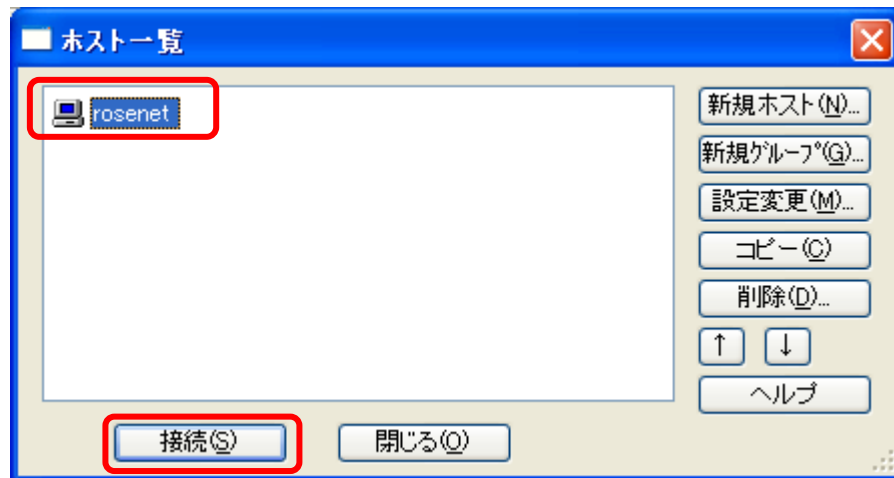 ホスト一覧
rosenet
新規ホスト(N)...
新規ｸﾞﾙｰﾌﾟ(G)...
設定変更(M)...
コピー(C)
削除(D)...
↑ ↓
ヘルプ
接続(S) 閉じる(O)